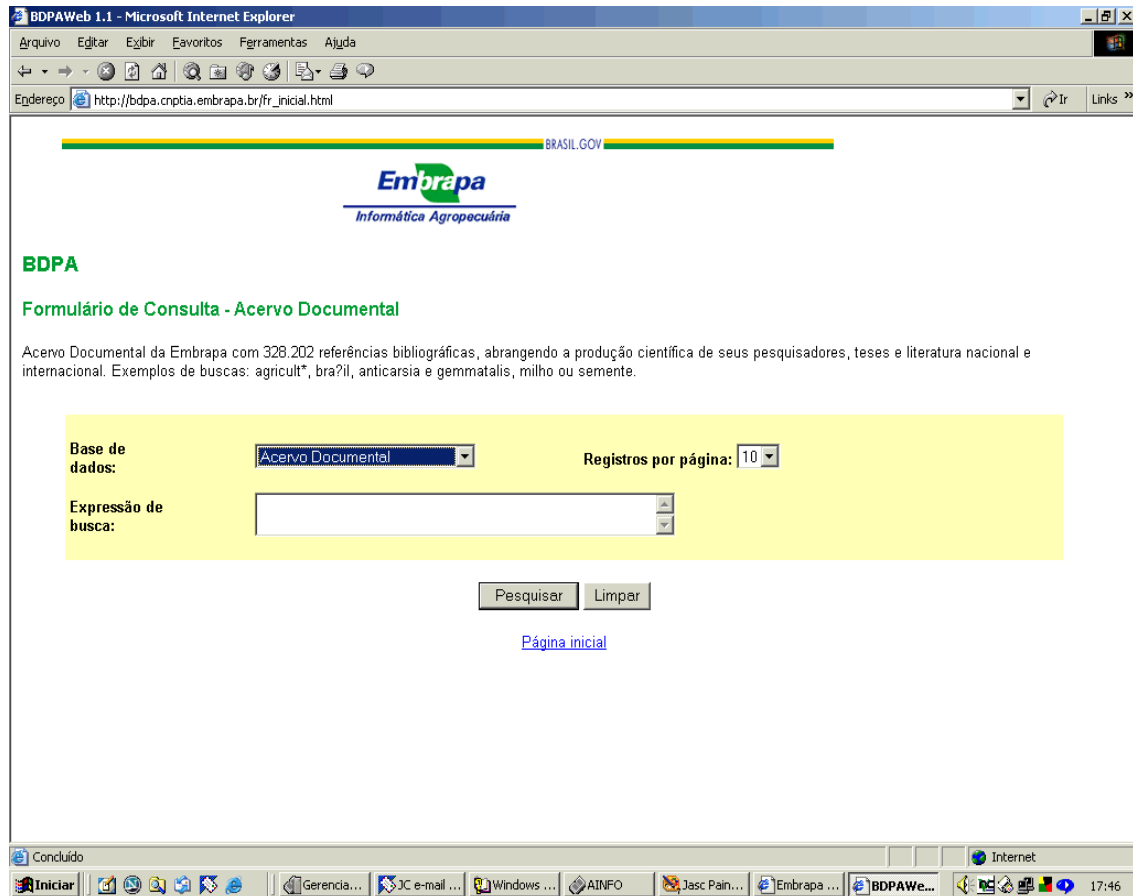 BDPAWeb 1.1 - Microsoft Internet Explorer
Arquivo Editar Exibir Favoritos Ferramentas Ajuda
Endereço http://bdpa.cnptia.embrapa.br/fr_inicial.html Ir Links »
BRASIL.GOV
Embrapa
Informática Agropecuária
BDPA
Formulário de Consulta - Acervo Documental
Acervo Documental da Embrapa com 328.202 referências bibliográficas, abrangendo a produção científica de seus pesquisadores, teses e literatura nacional e
internacional. Exemplos de buscas: agricult*, bra?il, anticarsia e gemmatalis, milho ou semente.
Base de
dados:
Acervo Documental
Registros por página: 10
Expressão de
busca:
Pesquisar Limpar
Página inicial
Concluído Internet
Iniciar Gerencia... JC e-mail ... Windows ... AINFO Jasc Pain... Embrapa ... BDPAWe... 17:46